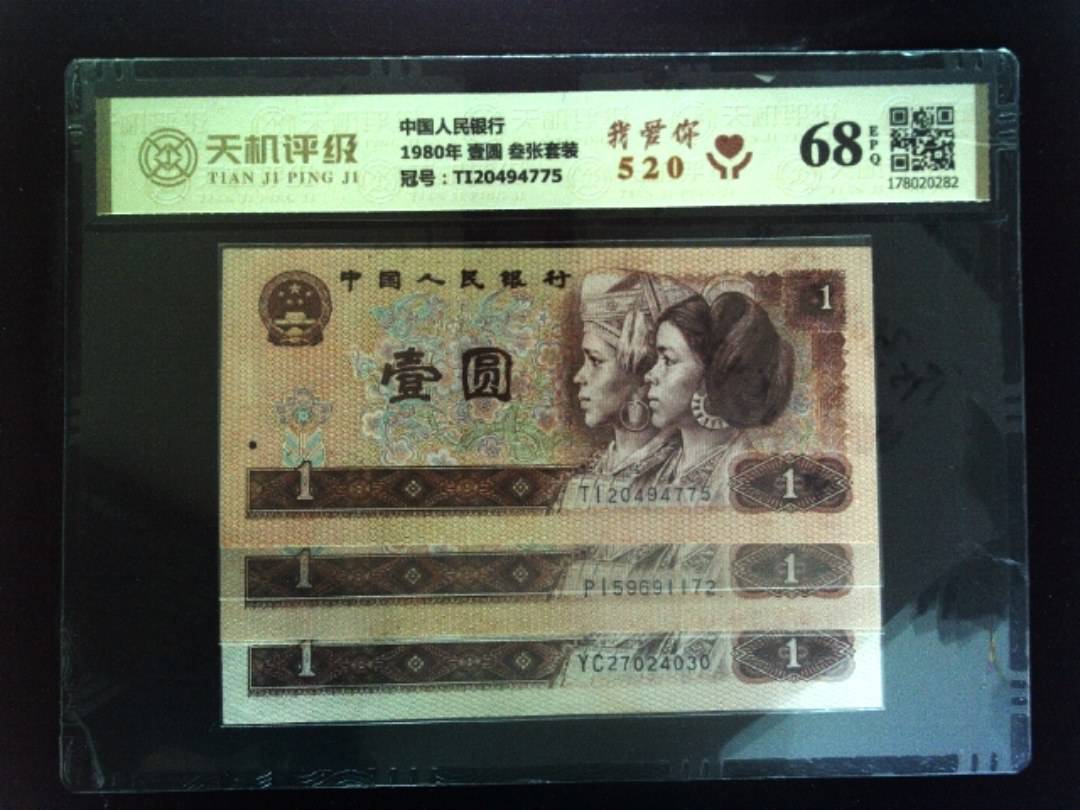 天机评级
TIAN JI PING JI
中国人民银行
1980年 壹圆 叁张套装
冠号：TI20494775
我爱你
520
68
EPQ
178020282
中国人民银行
1
壹圆
1
TI20494775
1
1
PI59691172
1
1
YC27024030
1